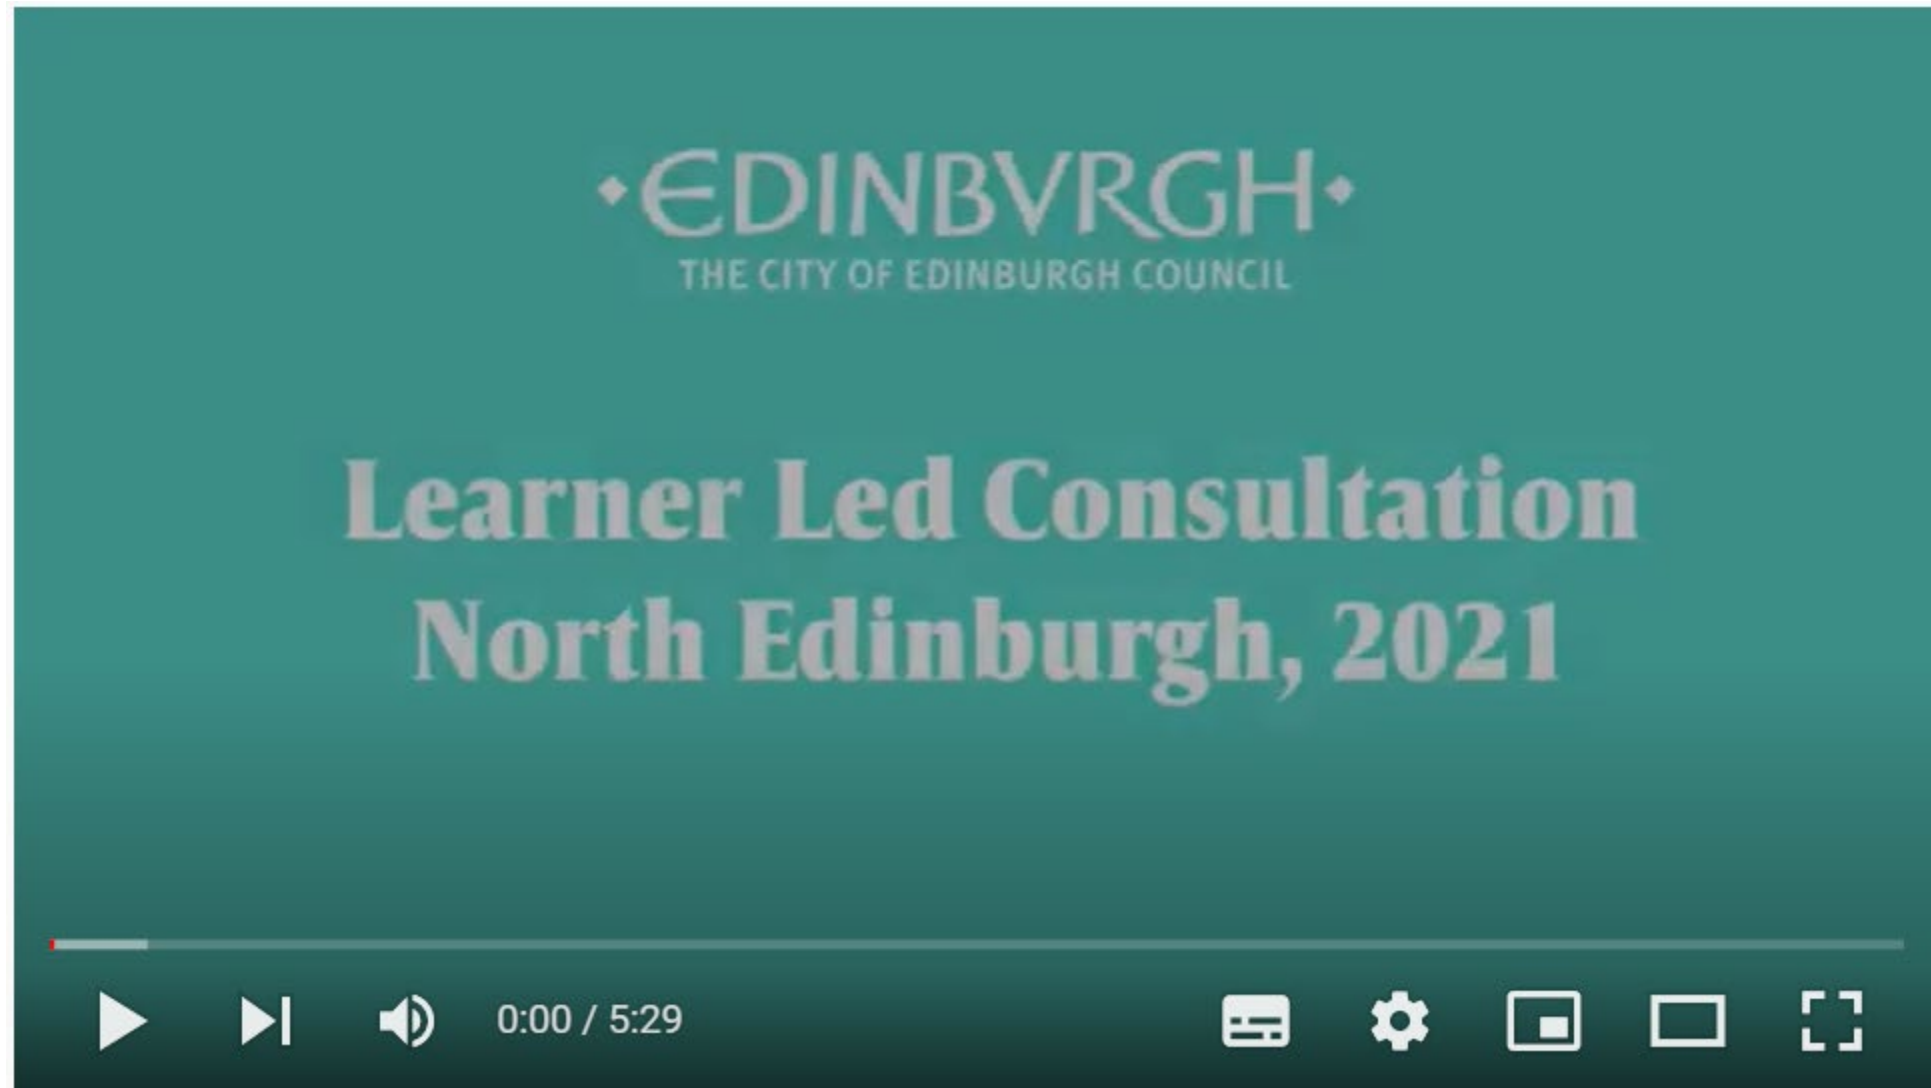 EDINBVRGH
THE CITY OF EDINBURGH COUNCIL
Learner Led Consultation
North Edinburgh, 2021
0:00 / 5:29